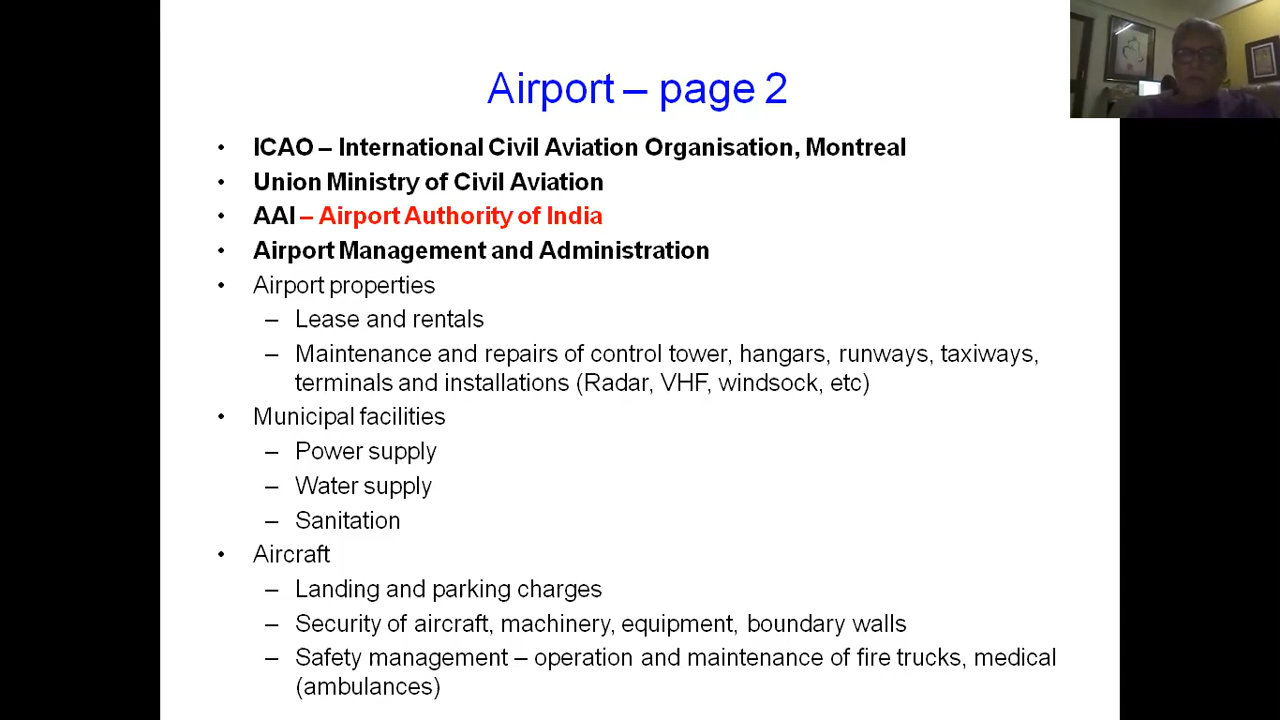 Airport – page 2
• ICAO – International Civil Aviation Organisation, Montreal
• Union Ministry of Civil Aviation
• AAI – Airport Authority of India
• Airport Management and Administration
• Airport properties
– Lease and rentals
– Maintenance and repairs of control tower, hangars, runways, taxiways,
terminals and installations (Radar, VHF, windsock, etc)
• Municipal facilities
– Power supply
– Water supply
– Sanitation
• Aircraft
– Landing and parking charges
– Security of aircraft, machinery, equipment, boundary walls
– Safety management – operation and maintenance of fire trucks, medical
(ambulances)